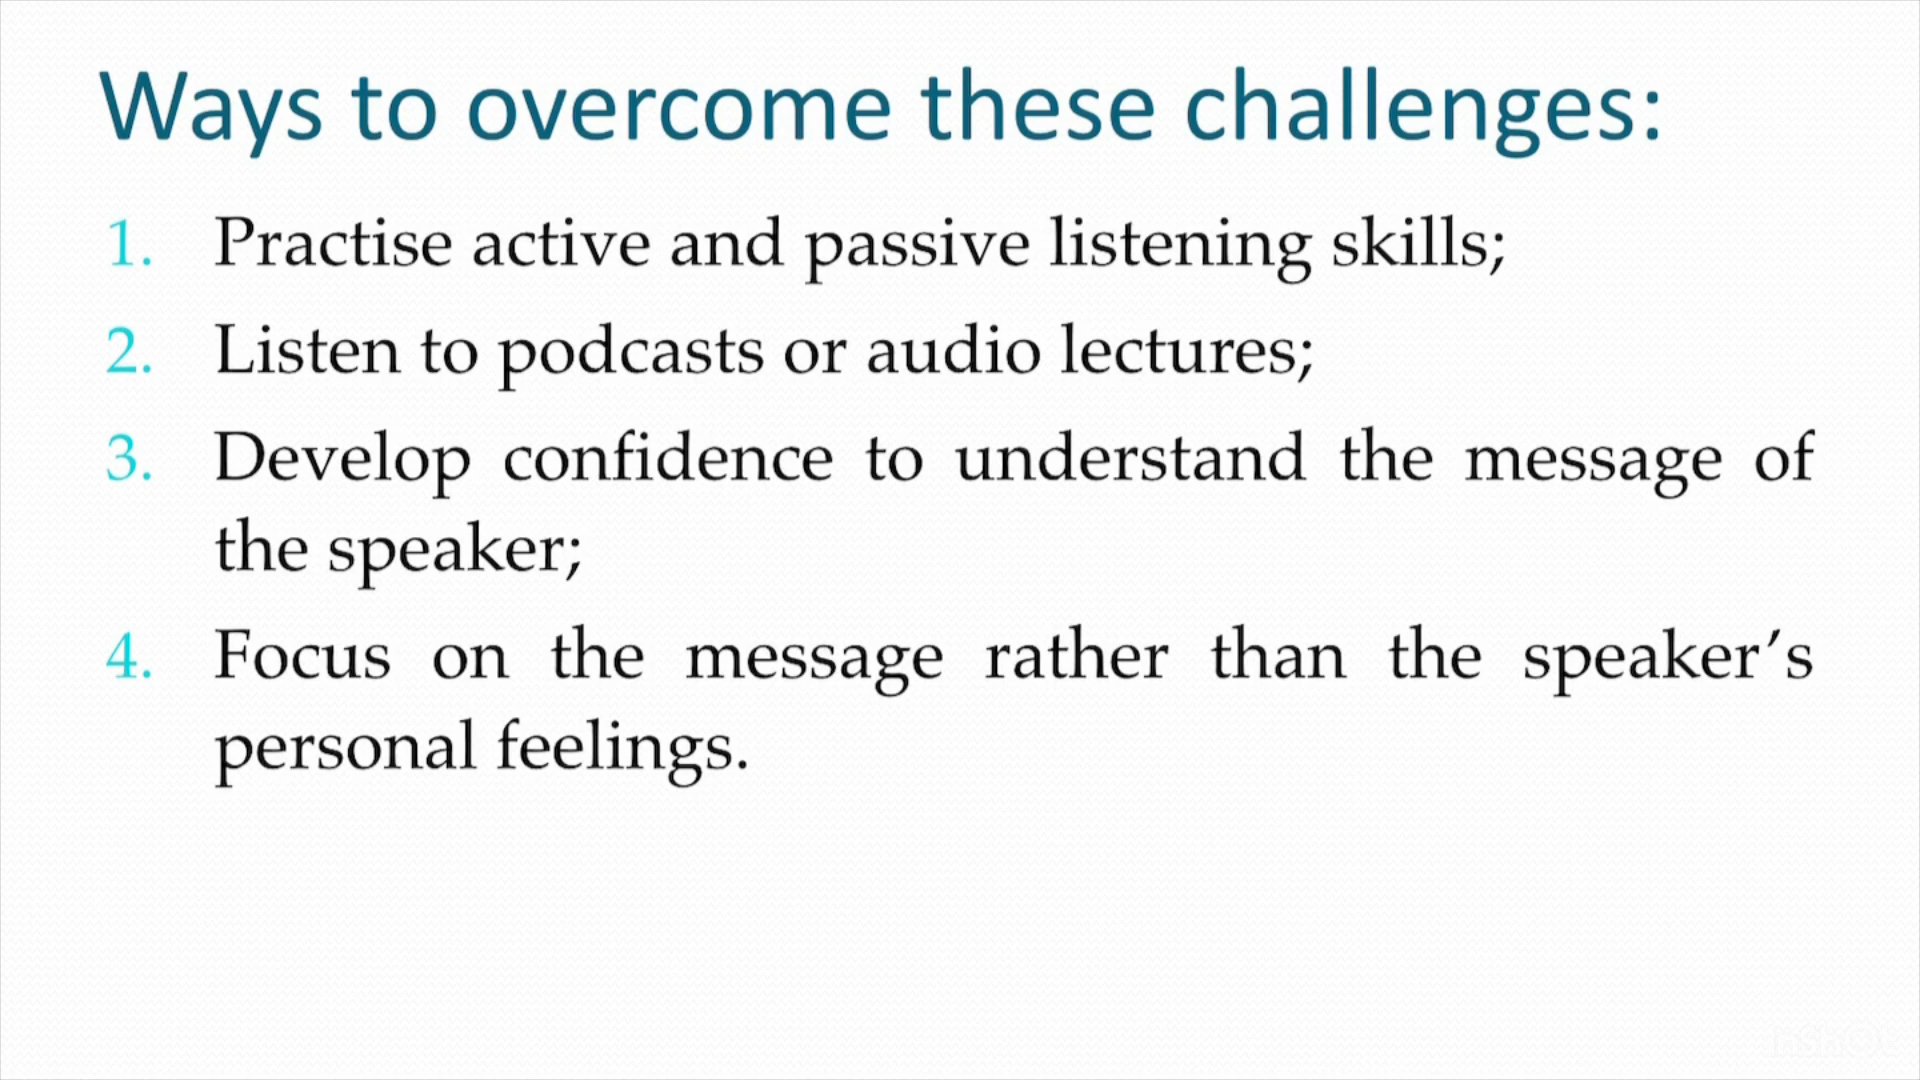 Ways to overcome these challenges:
1. Practise active and passive listening skills;
2. Listen to podcasts or audio lectures;
3. Develop confidence to understand the message of
the speaker;
4. Focus on the message rather than the speaker’s
personal feelings.